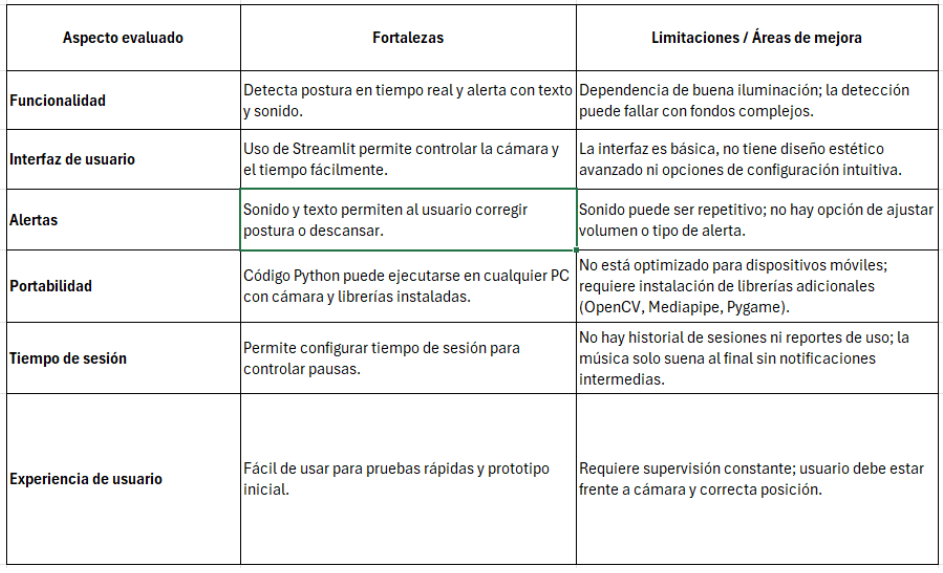 Aspecto evaluado
Fortalezas
Limitaciones / Áreas de mejora
Funcionalidad
Detecta postura en tiempo real y alerta con texto
y sonido.
Dependencia de buena iluminación; la detección
puede fallar con fondos complejos.
Interfaz de usuario
Uso de Streamlit permite controlar la cámara y
el tiempo fácilmente.
La interfaz es básica, no tiene diseño estético
avanzado ni opciones de configuración intuitiva.
Alertas
Sonido y texto permiten al usuario corregir
postura o descansar.
Sonido puede ser repetitivo; no hay opción de ajustar
volumen o tipo de alerta.
Portabilidad
Código Python puede ejecutarse en cualquier PC
con cámara y librerías instaladas.
No está optimizado para dispositivos móviles;
requiere instalación de librerías adicionales
(OpenCV, Mediapipe, Pygame).
Tiempo de sesión
Permite configurar tiempo de sesión para
controlar pausas.
No hay historial de sesiones ni reportes de uso; la
música solo suena al final sin notificaciones
intermedias.
Experiencia de usuario
Fácil de usar para pruebas rápidas y prototipo
inicial.
Requiere supervisión constante; usuario debe estar
frente a cámara y correcta posición.